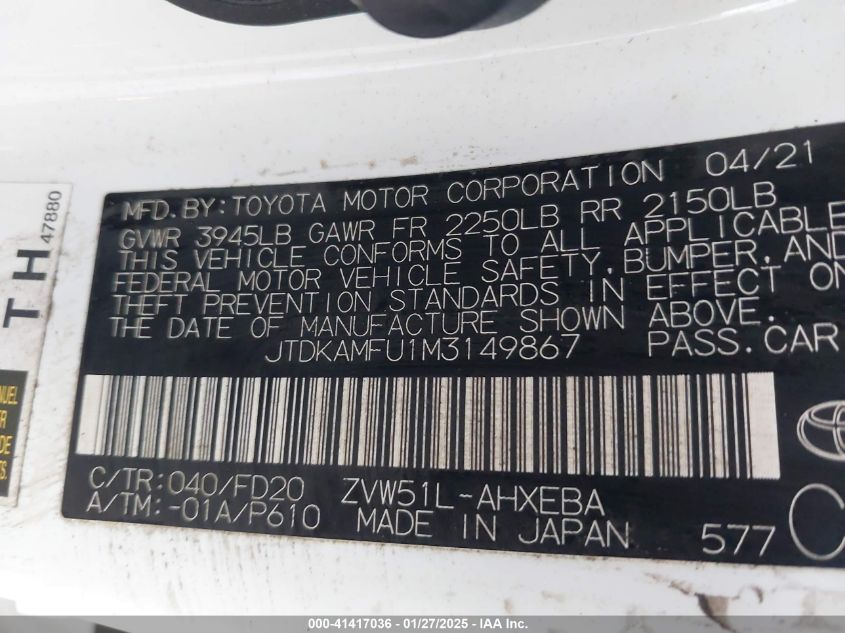 MFD.BY:TOYOTA MOTOR CORPORATION 04/21
GVWR 3945LB GAWR FR 2250LB RR 2150LB
THIS VEHICLE CONFORMS TO ALL APPLICABLE
FEDERAL MOTOR VEHICLE SAFETY,BUMPER,AND
THEFT PREVENTION STANDARDS IN EFFECT ON
THE DATE OF MANUFACTURE SHOWN ABOVE.
JTDKAMFU1M3149867 PASS.CAR
C/TR:040/FD20 ZVW51L-AHXEBA
A/TM:-01A/P610 MADE IN JAPAN 577
C
TH
47880
000-41417036 - 01/27/2025 - IAA Inc.